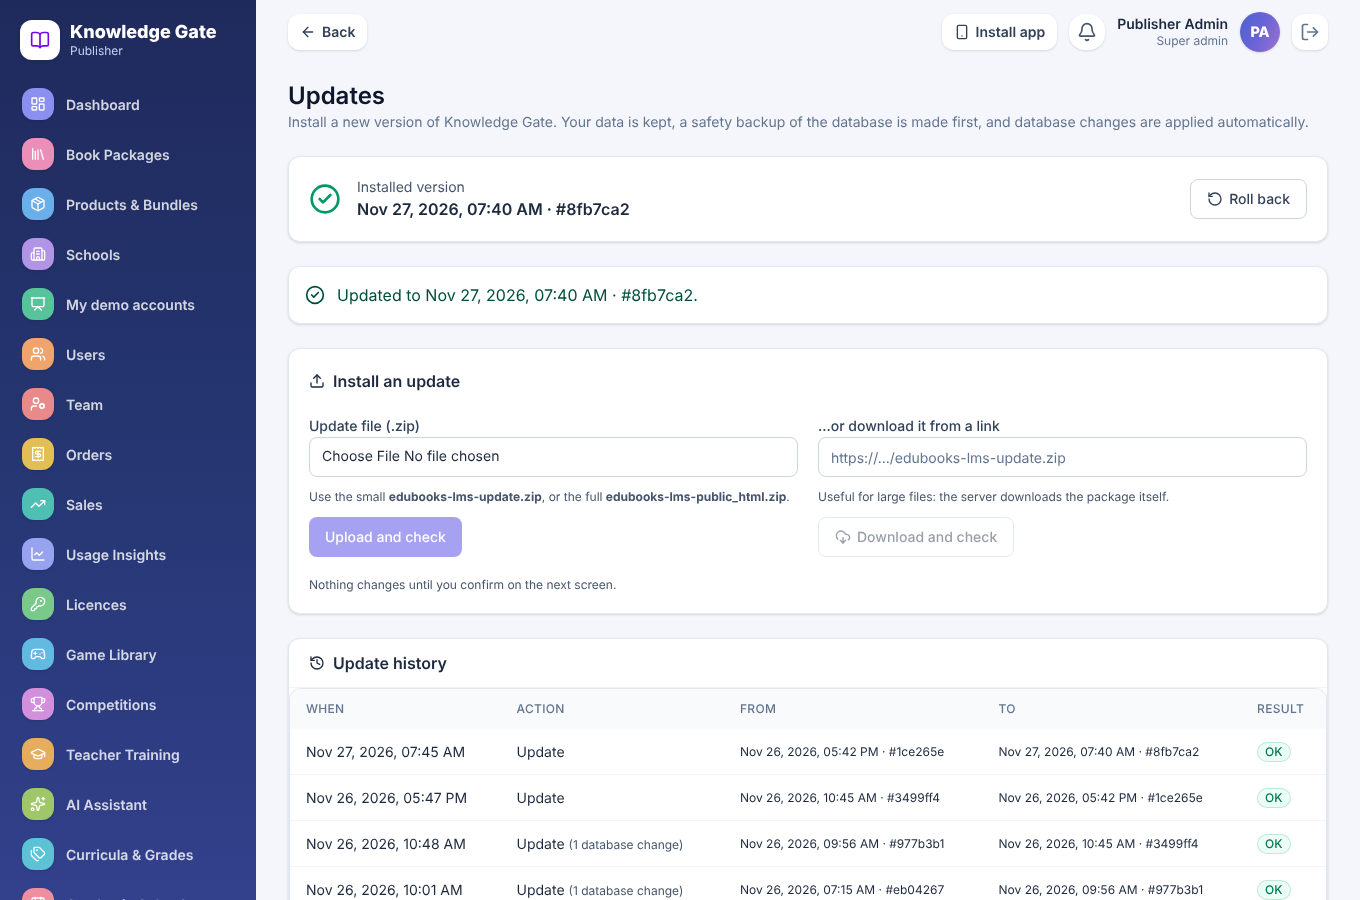 Knowledge Gate
Publisher
Dashboard
Book Packages
Products & Bundles
Schools
My demo accounts
Users
Team
Orders
Sales
Usage Insights
Licences
Game Library
Competitions
Teacher Training
AI Assistant
Curricula & Grades
Back
Install app
Publisher Admin
Super admin
PA
Updates
Install a new version of Knowledge Gate. Your data is kept, a safety backup of the database is made first, and database changes are applied automatically.
Installed version
Nov 27, 2026, 07:40 AM · #8fb7ca2
Roll back
Updated to Nov 27, 2026, 07:40 AM · #8fb7ca2.
Install an update
Update file (.zip)
Choose File No file chosen
Use the small edubooks-lms-update.zip, or the full edubooks-lms-public_html.zip.
Upload and check
...or download it from a link
https://.../edubooks-lms-update.zip
Useful for large files: the server downloads the package itself.
Download and check
Nothing changes until you confirm on the next screen.
Update history
WHEN ACTION FROM TO RESULT
Nov 27, 2026, 07:45 AM Update Nov 26, 2026, 05:42 PM · #1ce265e Nov 27, 2026, 07:40 AM · #8fb7ca2 OK
Nov 26, 2026, 05:47 PM Update Nov 26, 2026, 10:45 AM · #3499ff4 Nov 26, 2026, 05:42 PM · #1ce265e OK
Nov 26, 2026, 10:48 AM Update (1 database change) Nov 26, 2026, 09:56 AM · #977b3b1 Nov 26, 2026, 10:45 AM · #3499ff4 OK
Nov 26, 2026, 10:01 AM Update (1 database change) Nov 26, 2026, 07:15 AM · #eb04267 Nov 26, 2026, 09:56 AM · #977b3b1 OK